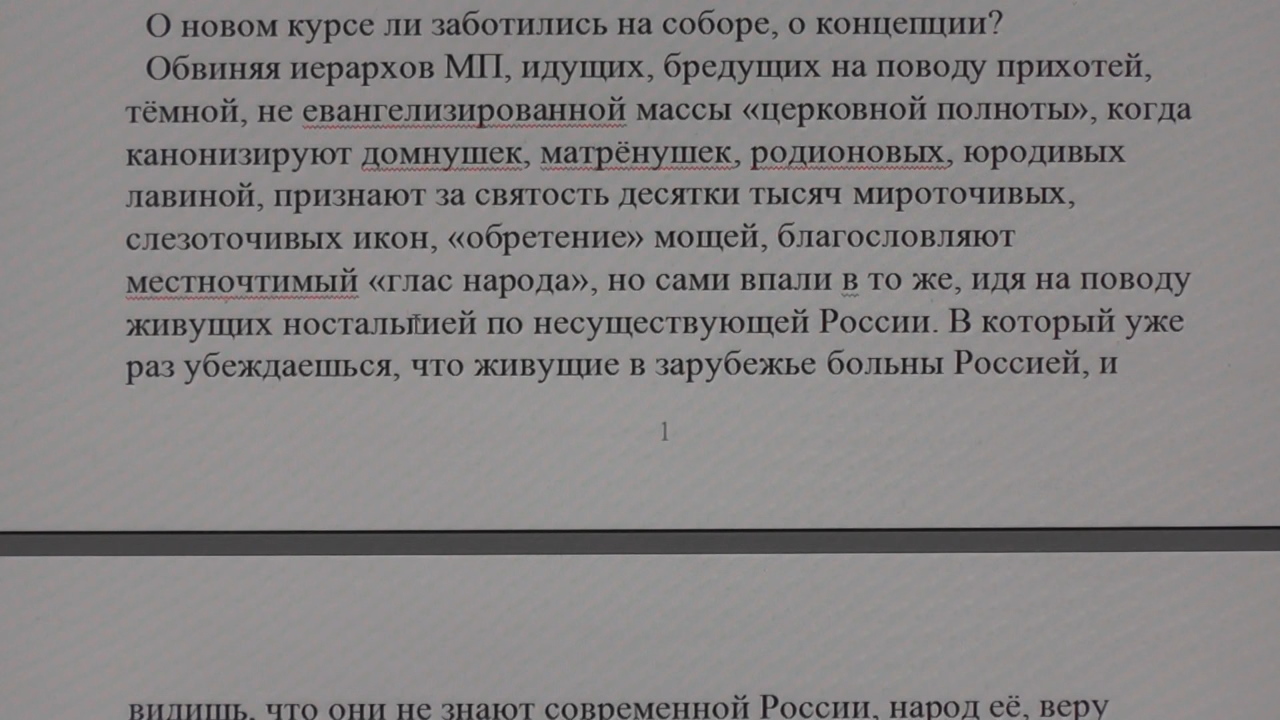 О новом курсе ли заботились на соборе, о концепции?
Обвиняя иерархов МП, идущих, бредущих на поводу прихотей,
тёмной, не евангелизированной массы «церковной полноты», когда
канонизируют домнушек, матрёнушек, родионовых, юродивых
лавиной, признают за святость десятки тысяч мироточивых,
слезоточивых икон, «обретение» мощей, благословляют
местночтимый «глас народа», но сами впали в то же, идя на поводу
живущих ностальгией по несуществующей России. В который уже
раз убеждаешься, что живущие в зарубежье больны Россией, и
1
видишь, что они не знают современной России, народ её, веру